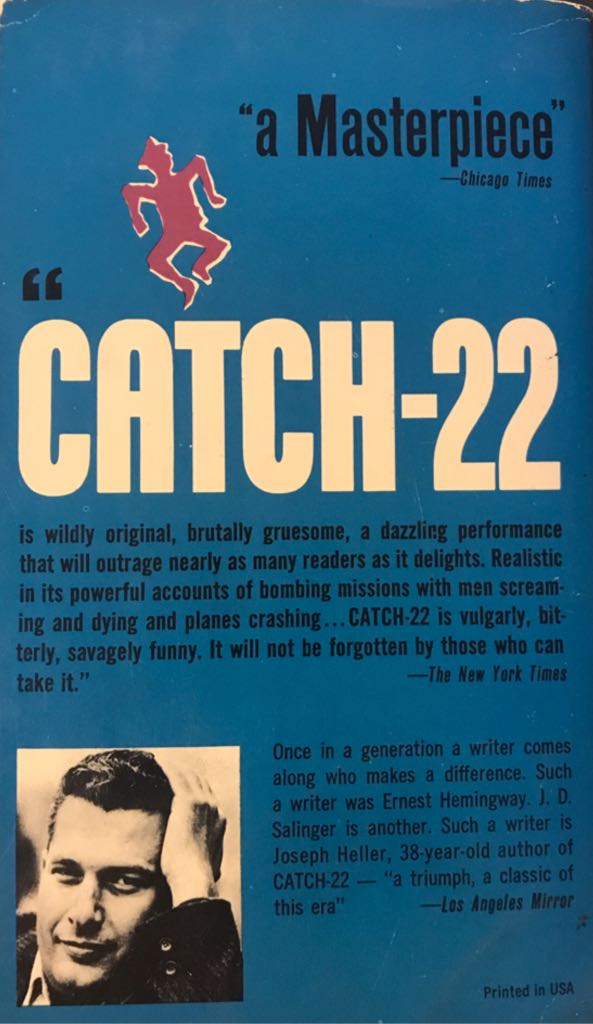 “a Masterpiece”
—Chicago Times
“
CATCH-22
is wildly original, brutally gruesome, a dazzling performance
that will outrage nearly as many readers as it delights. Realistic
in its powerful accounts of bombing missions with men scream-
ing and dying and planes crashing...CATCH-22 is vulgarly, bit-
terly, savagely funny. It will not be forgotten by those who can
take it.” —The New York Times
Once in a generation a writer comes
along who makes a difference. Such
a writer was Ernest Hemingway. J. D.
Salinger is another. Such a writer is
Joseph Heller, 38-year-old author of
CATCH-22 — “a triumph, a classic of
this era” —Los Angeles Mirror
Printed in USA